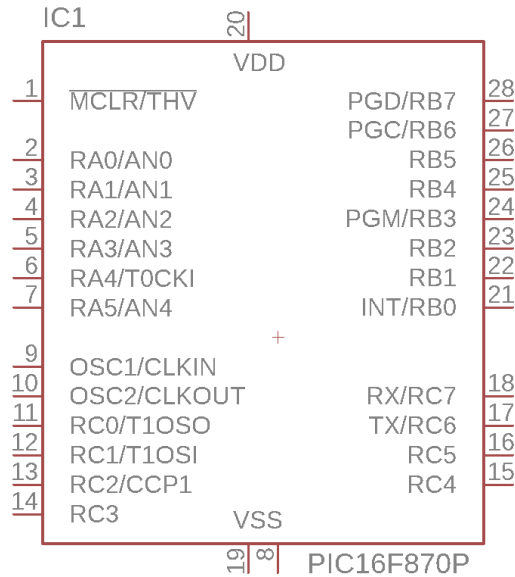 IC1
20
VDD
1 MCLR/THV PGD/RB7 28
PGC/RB6 27
2 RA0/AN0 RB5 26
3 RA1/AN1 RB4 25
4 RA2/AN2 PGM/RB3 24
5 RA3/AN3 RB2 23
6 RA4/T0CKI RB1 22
7 RA5/AN4 INT/RB0 21
9 OSC1/CLKIN
10 OSC2/CLKOUT RX/RC7 18
11 RC0/T1OSO TX/RC6 17
12 RC1/T1OSI RC5 16
13 RC2/CCP1 RC4 15
14 RC3
VSS
19 8
PIC16F870P